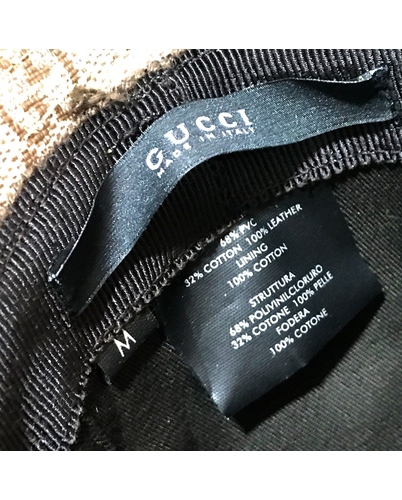 GUCCI
MADE IN ITALY
68% PVC
32% COTTON 100% LEATHER
LINING
100% COTTON
STRUTTURA
68% POLIVINILCLORURO
32% COTONE 100% PELLE
FODERA
100% COTONE
M